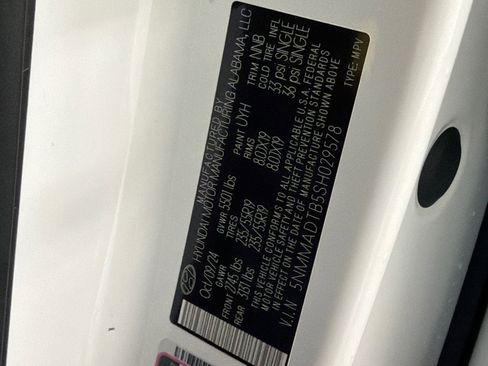 MANUFACTURED BY
HYUNDAI MOTOR MANUFACTURING ALABAMA, LLC
Oct/09/24 GVWR 5501 lbs PAINT UYH TRIM NNB
GAWR TIRES RIMS COLD TIRE INFL
FRONT 2745 lbs 235/55R19 8.0JX19 33 psi SINGLE
REAR 3131 lbs 235/55R19 8.0JX19 36 psi SINGLE
THIS VEHICLE CONFORMS TO ALL APPLICABLE U.S.A. FEDERAL
MOTOR VEHICLE SAFETY AND THEFT PREVENTION STANDARDS
IN EFFECT ON THE DATE OF MANUFACTURE SHOWN ABOVE
V.I.N 5NMMADTB5SH029578 TYPE: MPV